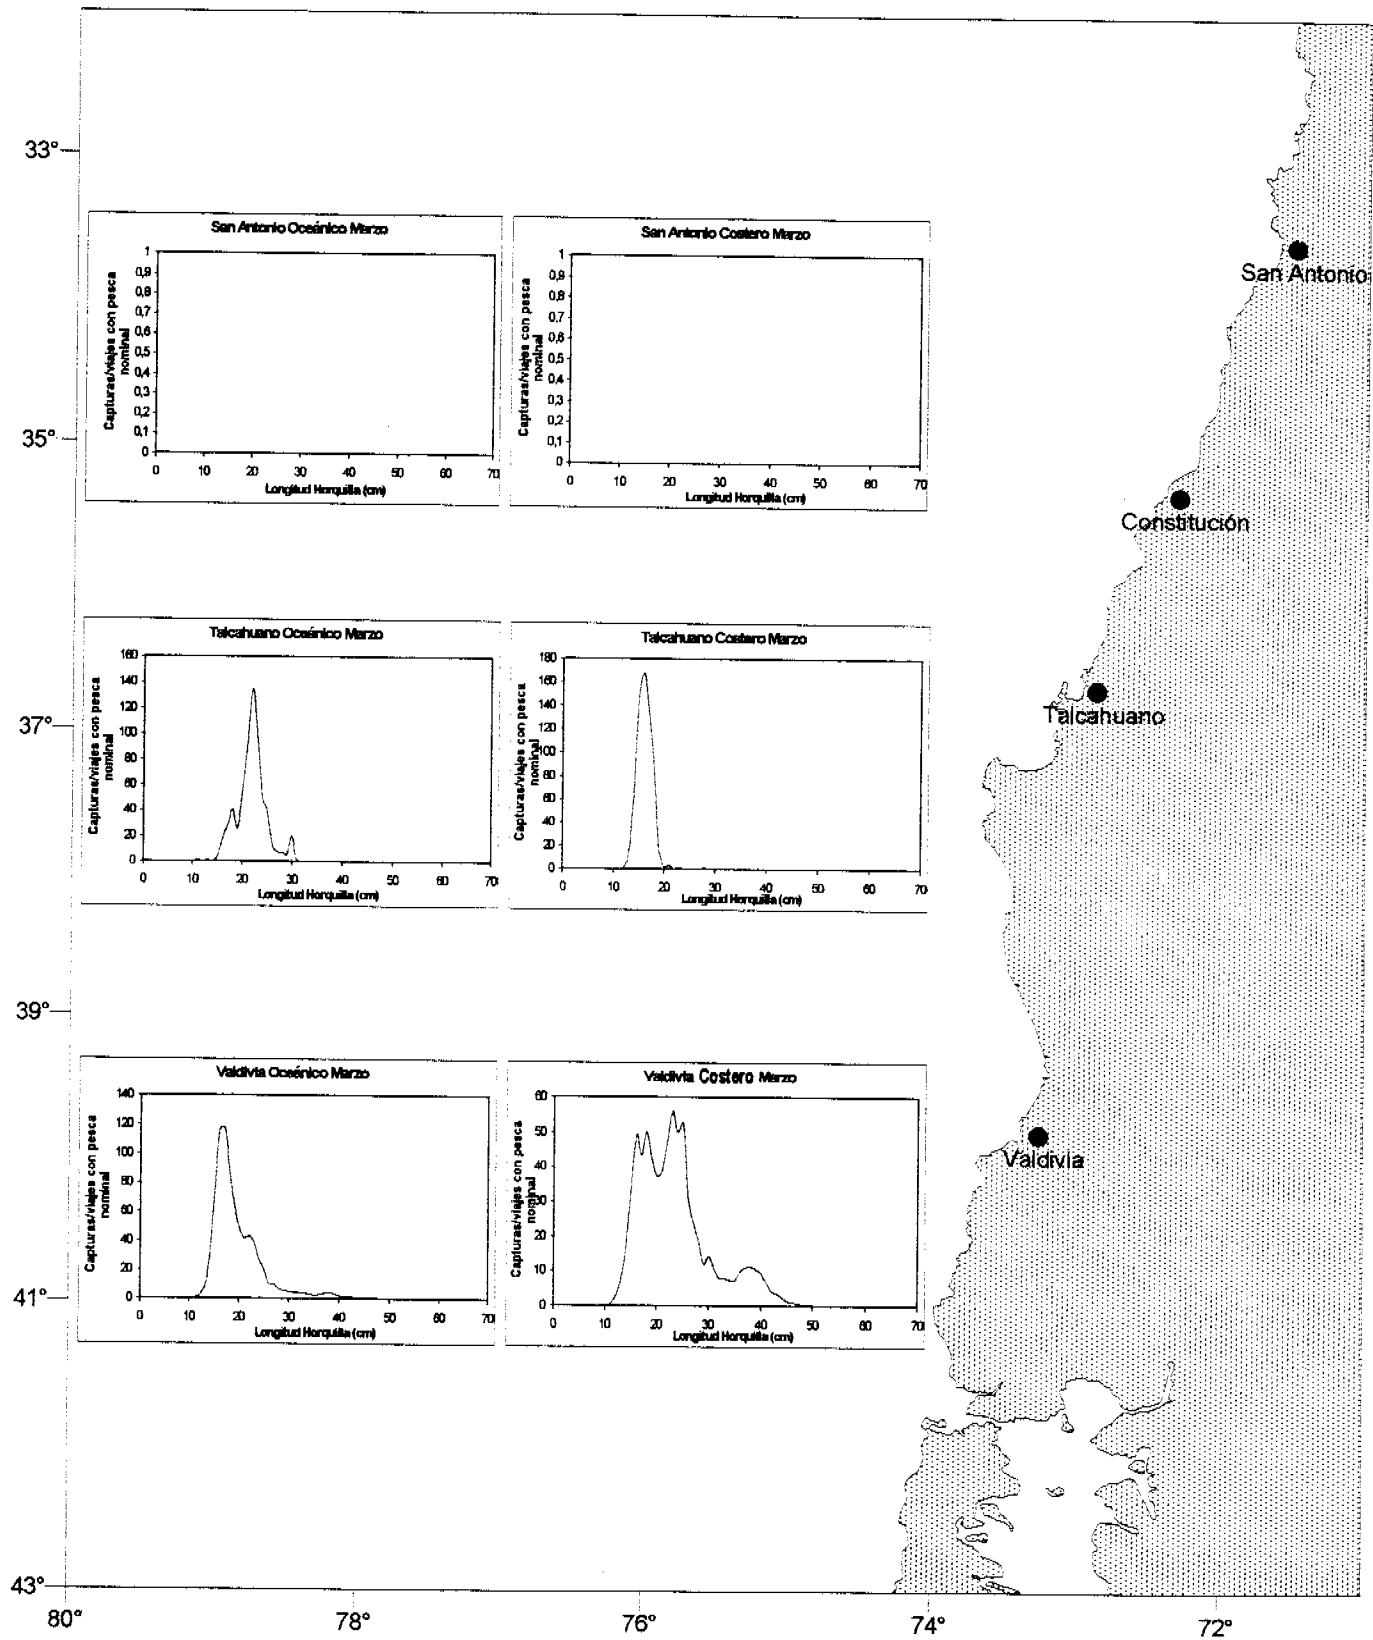 33°
35°
37°
39°
41°
43°
80°
78°
76°
74°
72°
San Antonio Oceánico Marzo
Capturas/viajes con pesca
nominal
1
0,9
0,8
0,7
0,6
0,5
0,4
0,3
0,2
0,1
0
0 10 20 30 40 50 60 70
Longitud Horquilla (cm)
San Antonio Costero Marzo
Capturas/viajes con pesca
nominal
1
0,9
0,8
0,7
0,6
0,5
0,4
0,3
0,2
0,1
0
0 10 20 30 40 50 60 70
Longitud Horquilla (cm)
San Antonio
Constitución
Talcahuano Oceánico Marzo
Capturas/viajes con pesca
nominal
160
140
120
100
80
60
40
20
0
0 10 20 30 40 50 60 70
Longitud Horquilla (cm)
Talcahuano Costero Marzo
Capturas/viajes con pesca
nominal
180
160
140
120
100
80
60
40
20
0
0 10 20 30 40 50 60 70
Longitud Horquilla (cm)
Talcahuano
Valdivia Oceánico Marzo
Capturas/viajes con pesca
nominal
140
120
100
80
60
40
20
0
0 10 20 30 40 50 60 70
Longitud Horquilla (cm)
Valdivia Costero Marzo
Capturas/viajes con pesca
nominal
60
50
40
30
20
10
0
0 10 20 30 40 50 60 70
Longitud Horquilla (cm)
Valdivia